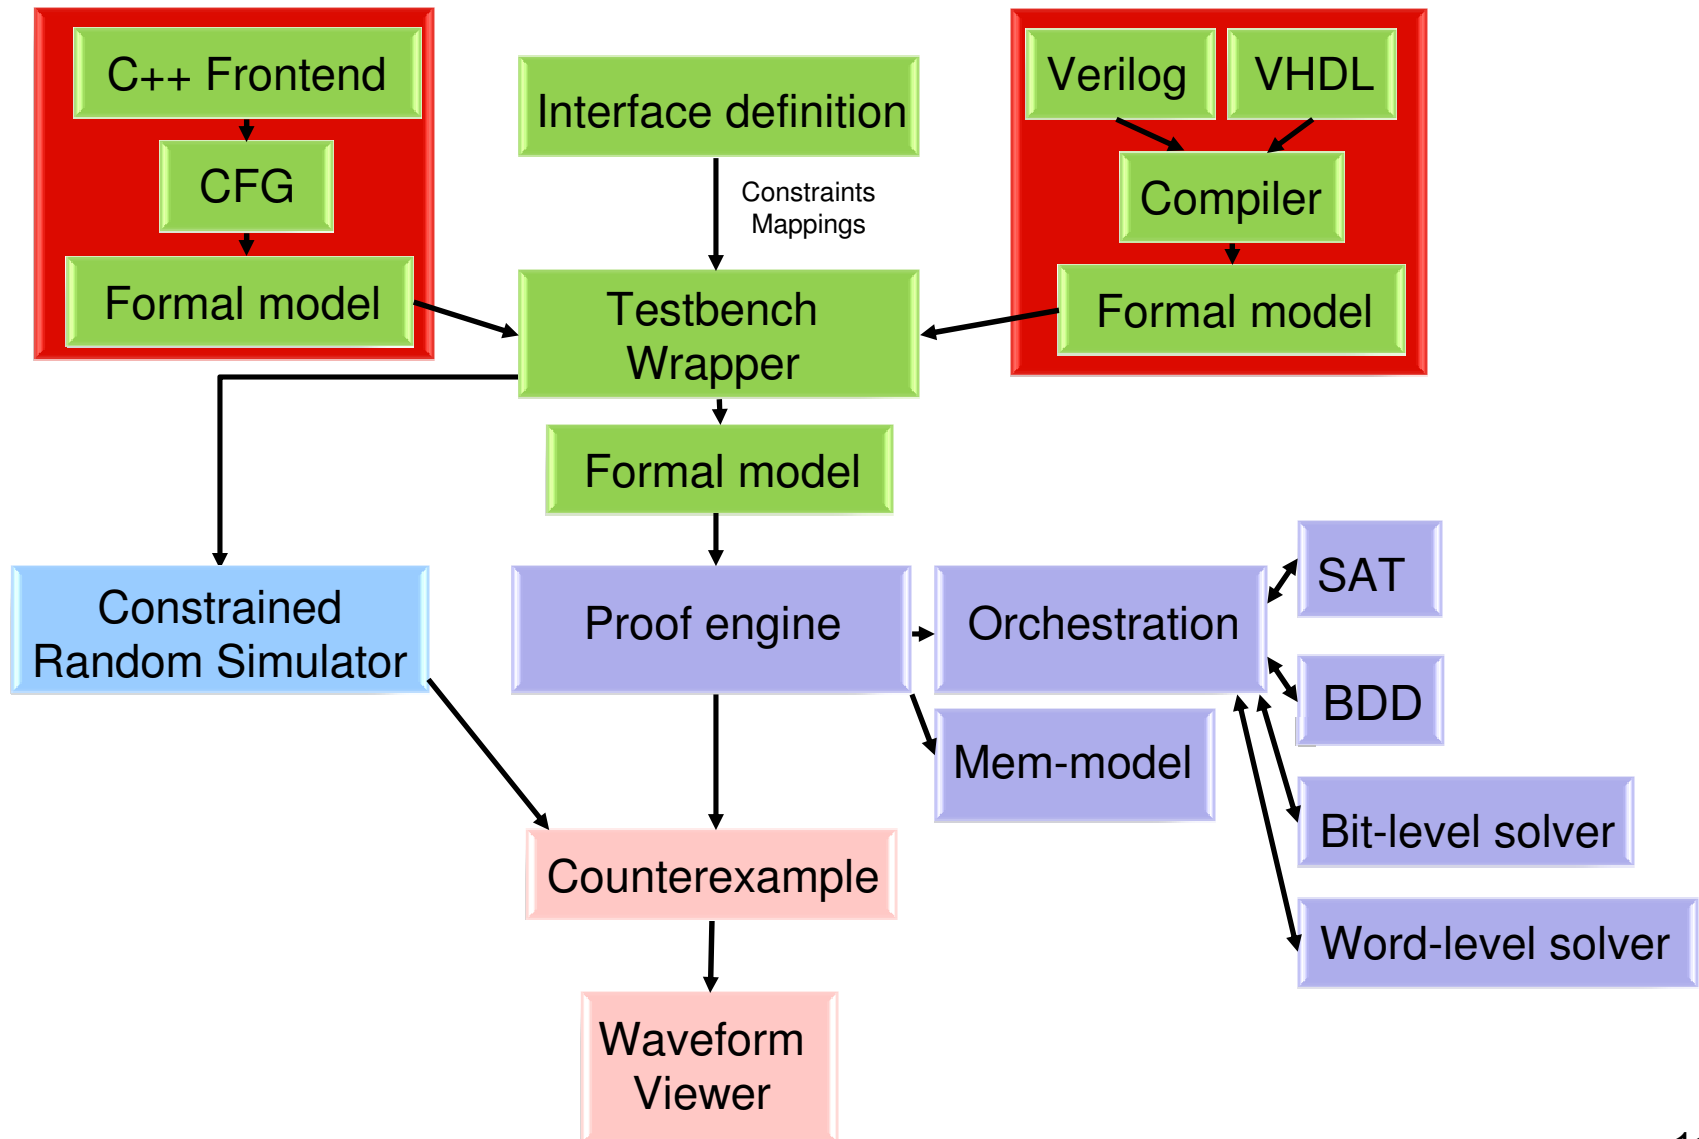 C++ Frontend
CFG
Formal model
Interface definition
Constraints
Mappings
Verilog
VHDL
Compiler
Formal model
Testbench
Wrapper
Formal model
Constrained
Random Simulator
Proof engine
Orchestration
Mem-model
SAT
BDD
Bit-level solver
Word-level solver
Counterexample
Waveform
Viewer